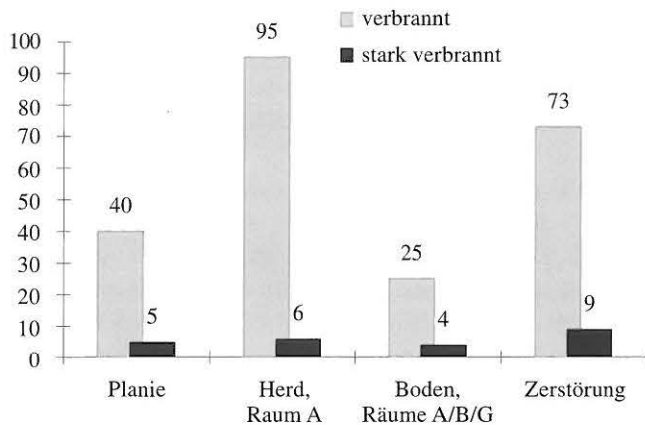 verbrannt
stark verbrannt
100
90
80
70
60
50
40
30
20
10
0
40
5
95
6
25
4
73
9
Planie
Herd,
Raum A
Boden,
Räume A/B/G
Zerstörung